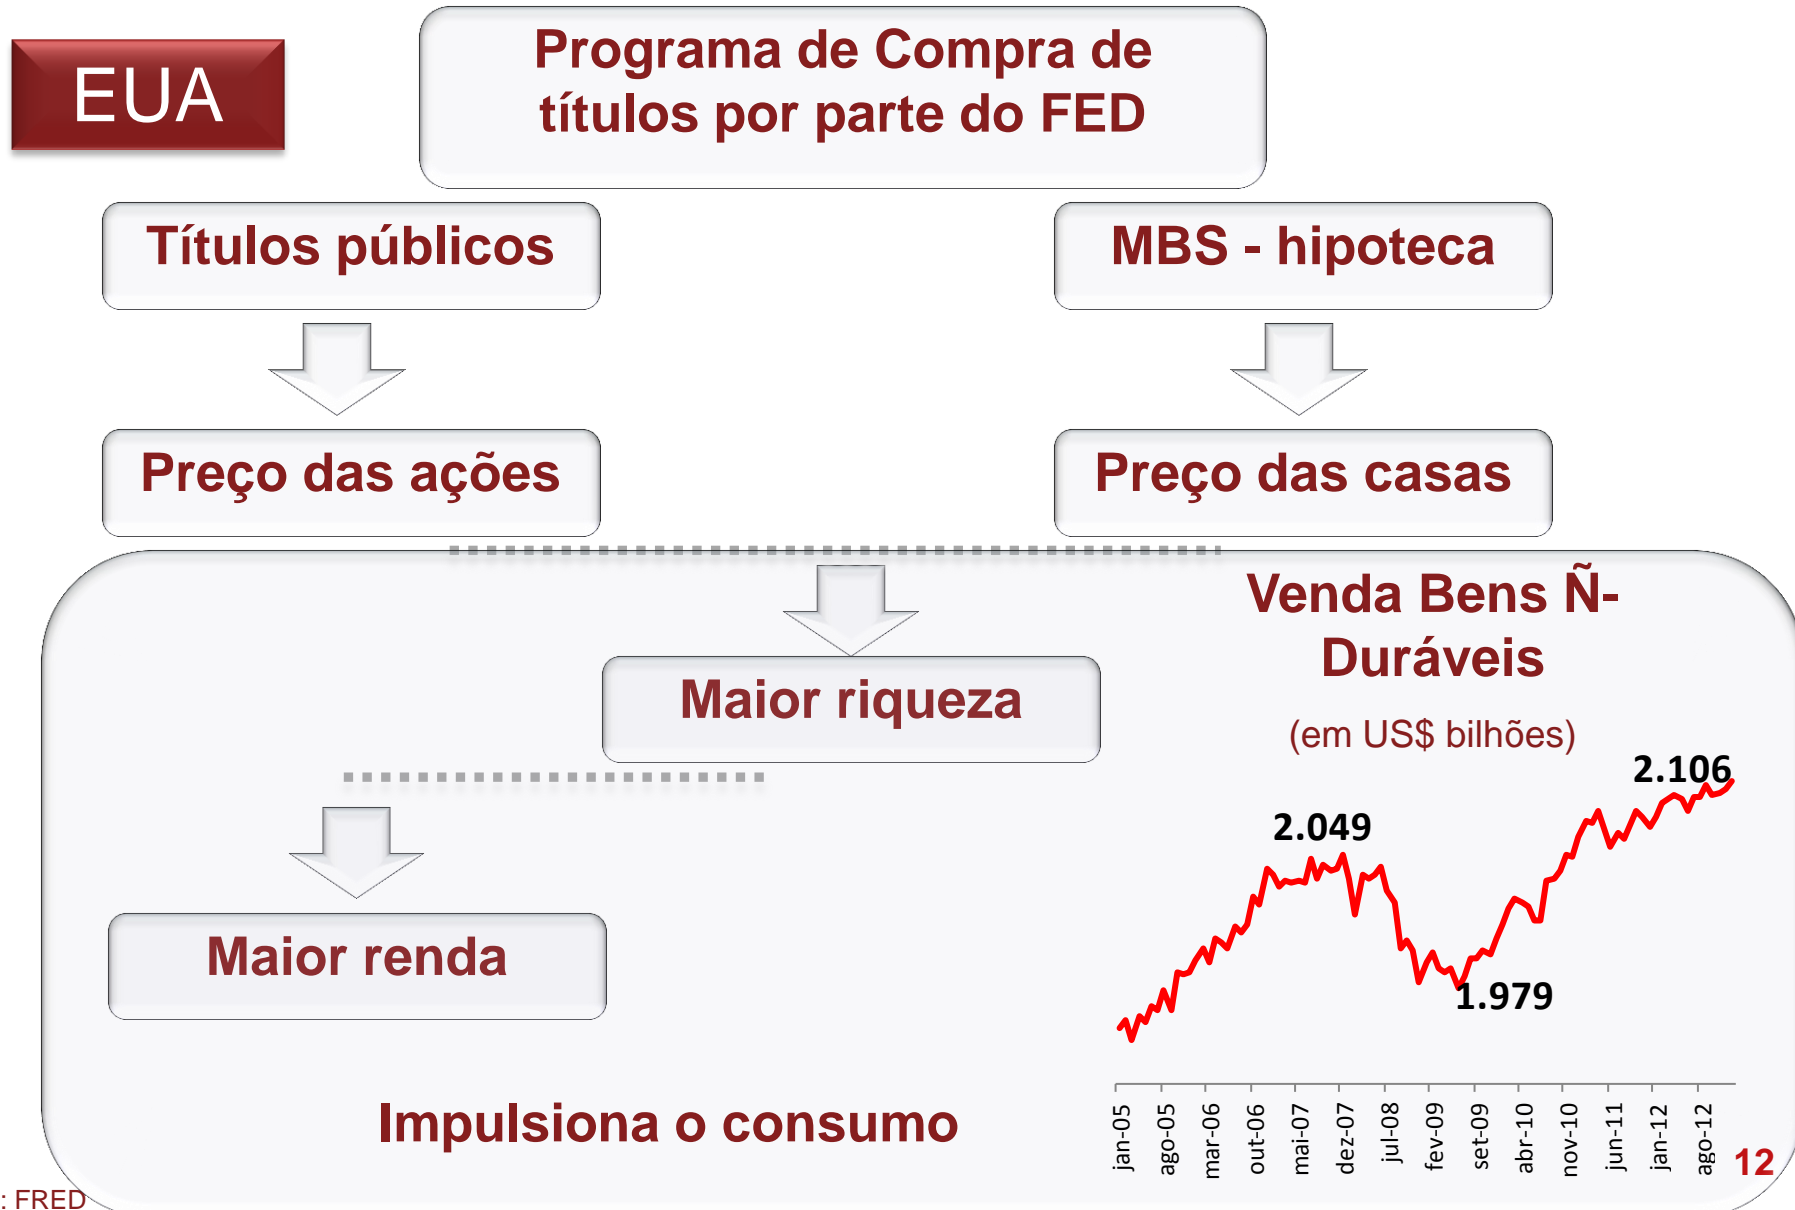 EUA
Programa de Compra de
títulos por parte do FED
Títulos públicos
MBS - hipoteca
Preço das ações
Preço das casas
Maior riqueza
Maior renda
Impulsiona o consumo
Venda Bens Ñ-
Duráveis
(em US$ bilhões)
2.106
2.049
1.979
jan-05
ago-05
mar-06
out-06
mai-07
dez-07
jul-08
fev-09
set-09
abr-10
nov-10
jun-11
jan-12
ago-12
12
: FRED